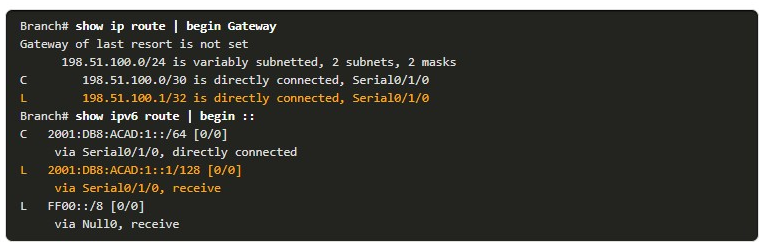 Branch# show ip route | begin Gateway
Gateway of last resort is not set
      198.51.100.0/24 is variably subnetted, 2 subnets, 2 masks
C        198.51.100.0/30 is directly connected, Serial0/1/0
L        198.51.100.1/32 is directly connected, Serial0/1/0
Branch# show ipv6 route | begin ::
C   2001:DB8:ACAD:1::/64 [0/0]
     via Serial0/1/0, directly connected
L   2001:DB8:ACAD:1::1/128 [0/0]
     via Serial0/1/0, receive
L   FF00::/8 [0/0]
     via Null0, receive